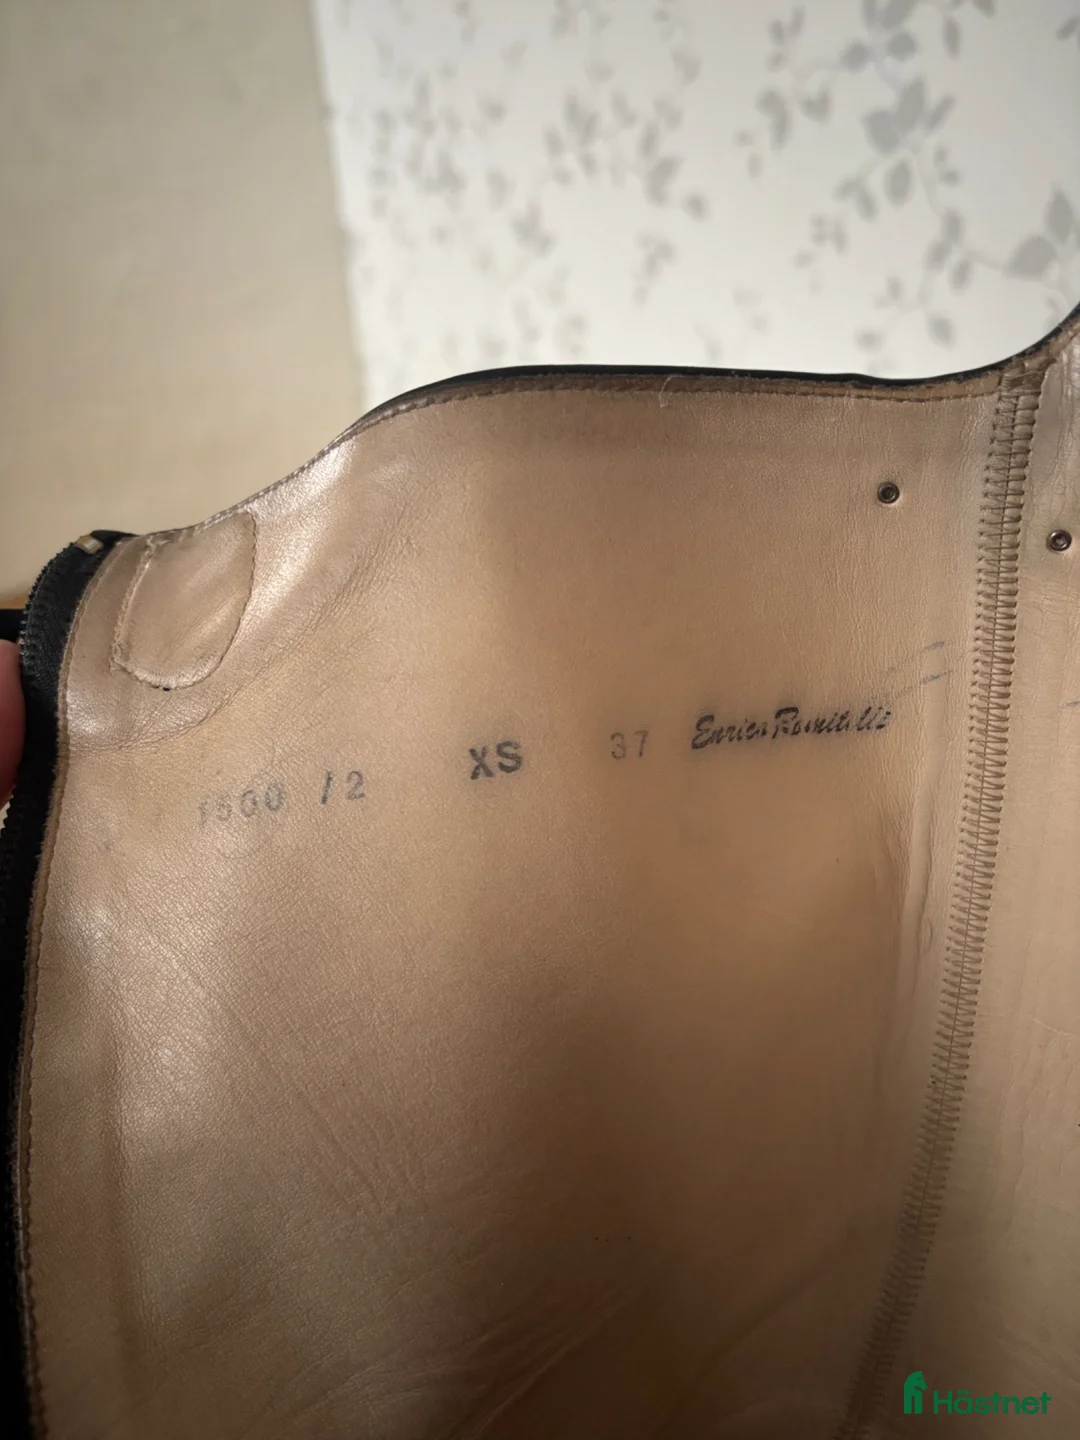 1500 /2 XS 37 Enrico Romitelli
Hästnet